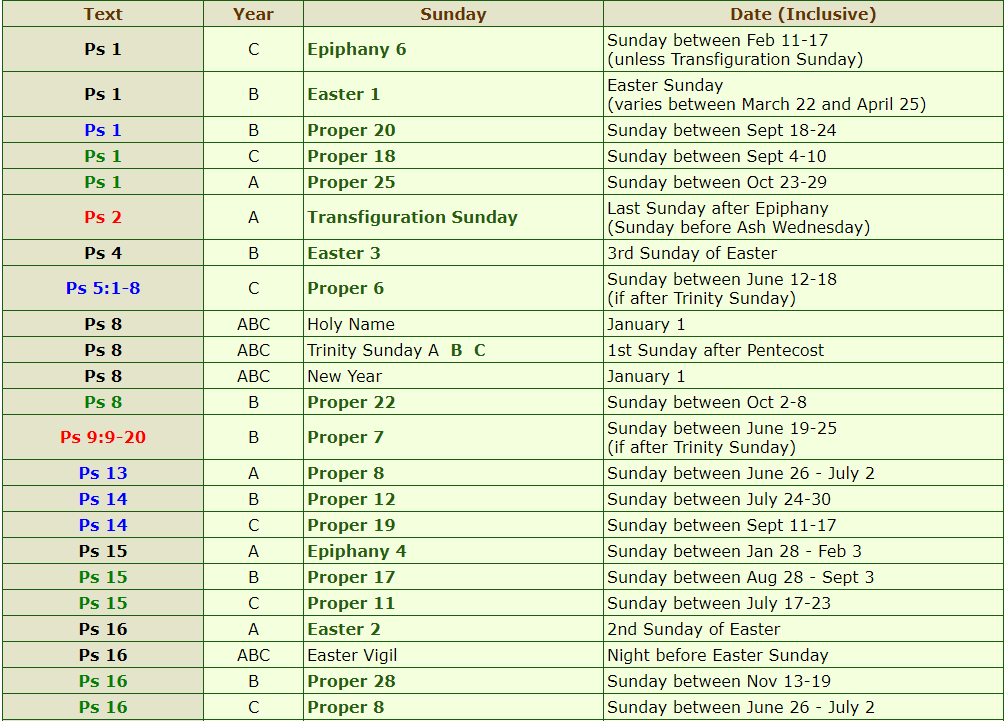 Text Year Sunday Date (Inclusive)
Ps 1 C Epiphany 6 Sunday between Feb 11-17
(unless Transfiguration Sunday)
Ps 1 B Easter 1 Easter Sunday
(varies between March 22 and April 25)
Ps 1 B Proper 20 Sunday between Sept 18-24
Ps 1 C Proper 18 Sunday between Sept 4-10
Ps 1 A Proper 25 Sunday between Oct 23-29
Ps 2 A Transfiguration Sunday Last Sunday after Epiphany
(Sunday before Ash Wednesday)
Ps 4 B Easter 3 3rd Sunday of Easter
Ps 5:1-8 C Proper 6 Sunday between June 12-18
(if after Trinity Sunday)
Ps 8 ABC Holy Name January 1
Ps 8 ABC Trinity Sunday A B C 1st Sunday after Pentecost
Ps 8 ABC New Year January 1
Ps 8 B Proper 22 Sunday between Oct 2-8
Ps 9:9-20 B Proper 7 Sunday between June 19-25
(if after Trinity Sunday)
Ps 13 A Proper 8 Sunday between June 26 - July 2
Ps 14 B Proper 12 Sunday between July 24-30
Ps 14 C Proper 19 Sunday between Sept 11-17
Ps 15 A Epiphany 4 Sunday between Jan 28 - Feb 3
Ps 15 B Proper 17 Sunday between Aug 28 - Sept 3
Ps 15 C Proper 11 Sunday between July 17-23
Ps 16 A Easter 2 2nd Sunday of Easter
Ps 16 ABC Easter Vigil Night before Easter Sunday
Ps 16 B Proper 28 Sunday between Nov 13-19
Ps 16 C Proper 8 Sunday between June 26 - July 2